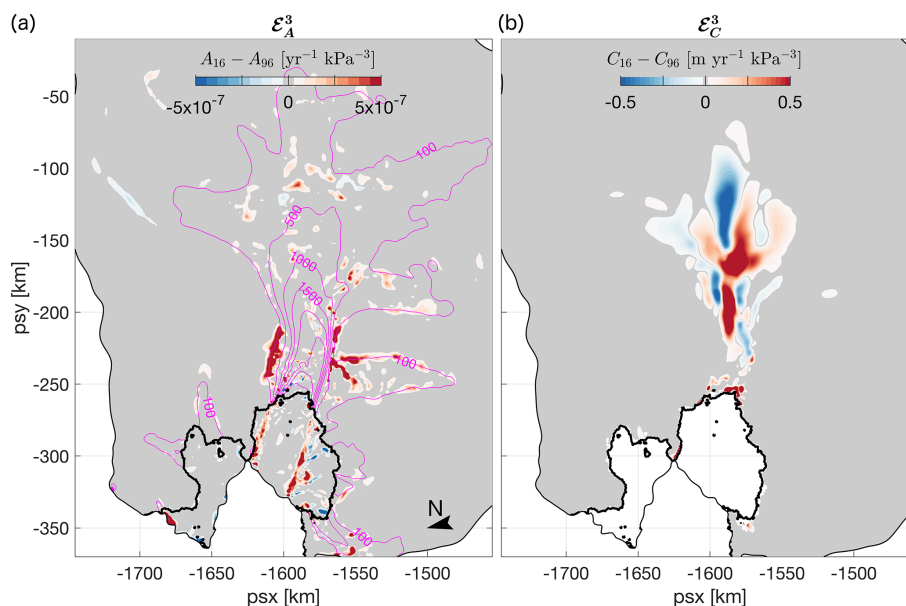 (a)
ℰ³_A
A₁₆ − A₉₆ [yr⁻¹ kPa⁻³]
-5x10⁻⁷ 0 5x10⁻⁷
-50
-100
-150
-200
-250
-300
-350
psy [km]
100
500
1000
1500
100
100
100
N
-1700 -1650 -1600 -1550 -1500
psx [km]
(b)
ℰ³_C
C₁₆ − C₉₆ [m yr⁻¹ kPa⁻³]
-0.5 0 0.5
-1700 -1650 -1600 -1550 -1500
psx [km]